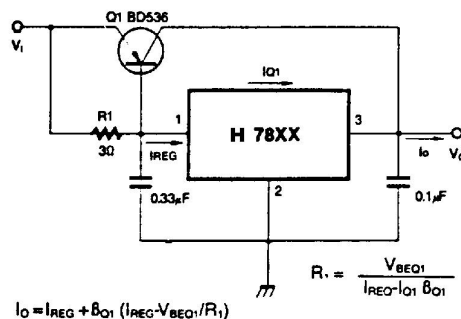 Q1 BD536
VI
IQ1
R1
3Ω
1
IREG
H 78XX
3
Io
2
0.33µF
0.1µF
R1 = VBEQ1 / IREQ-IQ1 βQ1
IO = IREG + βQ1 (IREG-VBEQ1/R1)